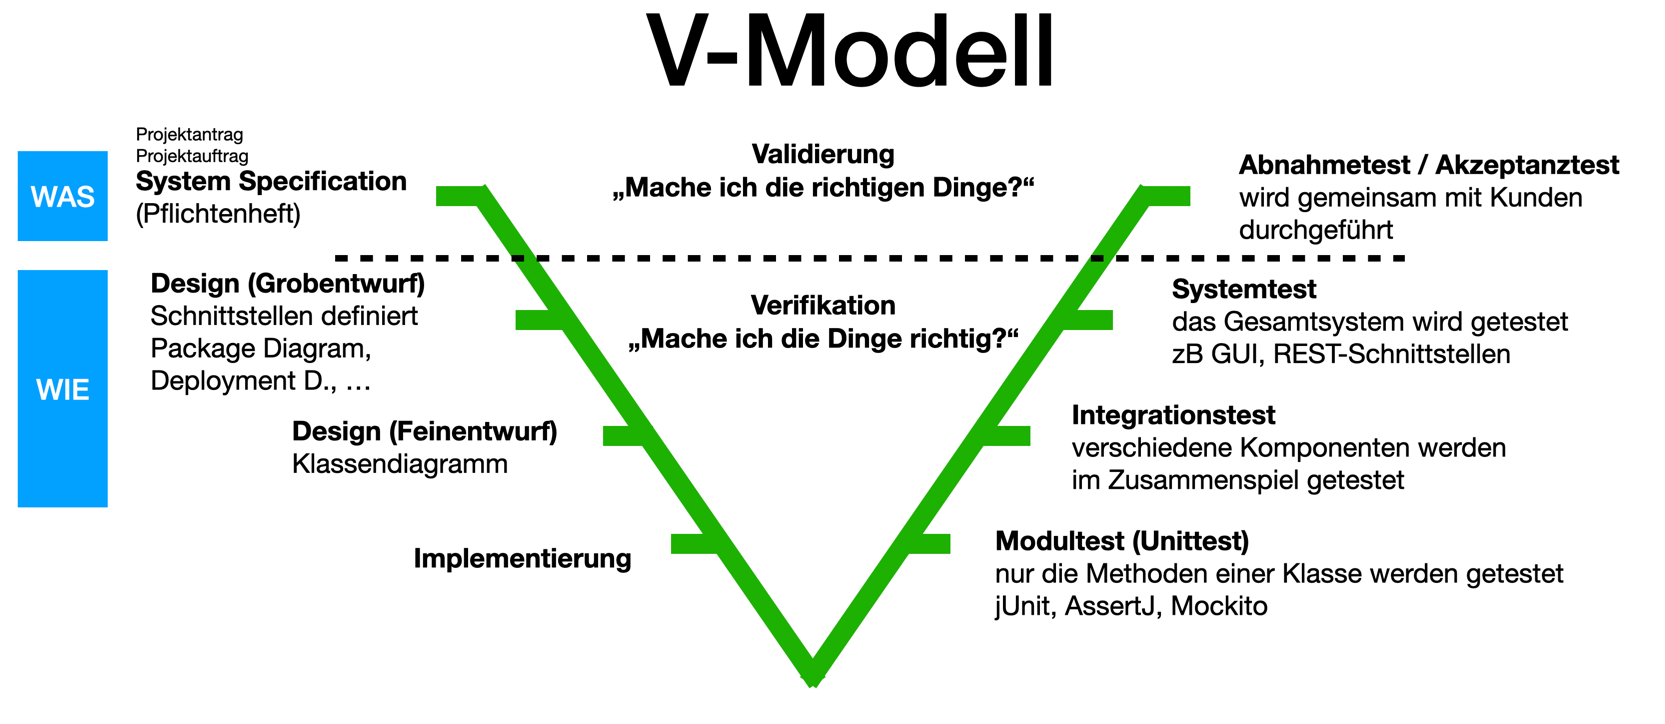 V-Modell
WAS
Projektantrag
Projektauftrag
System Specification
(Pflichtenheft)
Validierung
„Mache ich die richtigen Dinge?“
Abnahmetest / Akzeptanztest
wird gemeinsam mit Kunden
durchgeführt
WIE
Design (Grobentwurf)
Schnittstellen definiert
Package Diagram,
Deployment D., …
Verifikation
„Mache ich die Dinge richtig?“
Systemtest
das Gesamtsystem wird getestet
zB GUI, REST-Schnittstellen
Design (Feinentwurf)
Klassendiagramm
Integrationstest
verschiedene Komponenten werden
im Zusammenspiel getestet
Implementierung
Modultest (Unittest)
nur die Methoden einer Klasse werden getestet
jUnit, AssertJ, Mockito